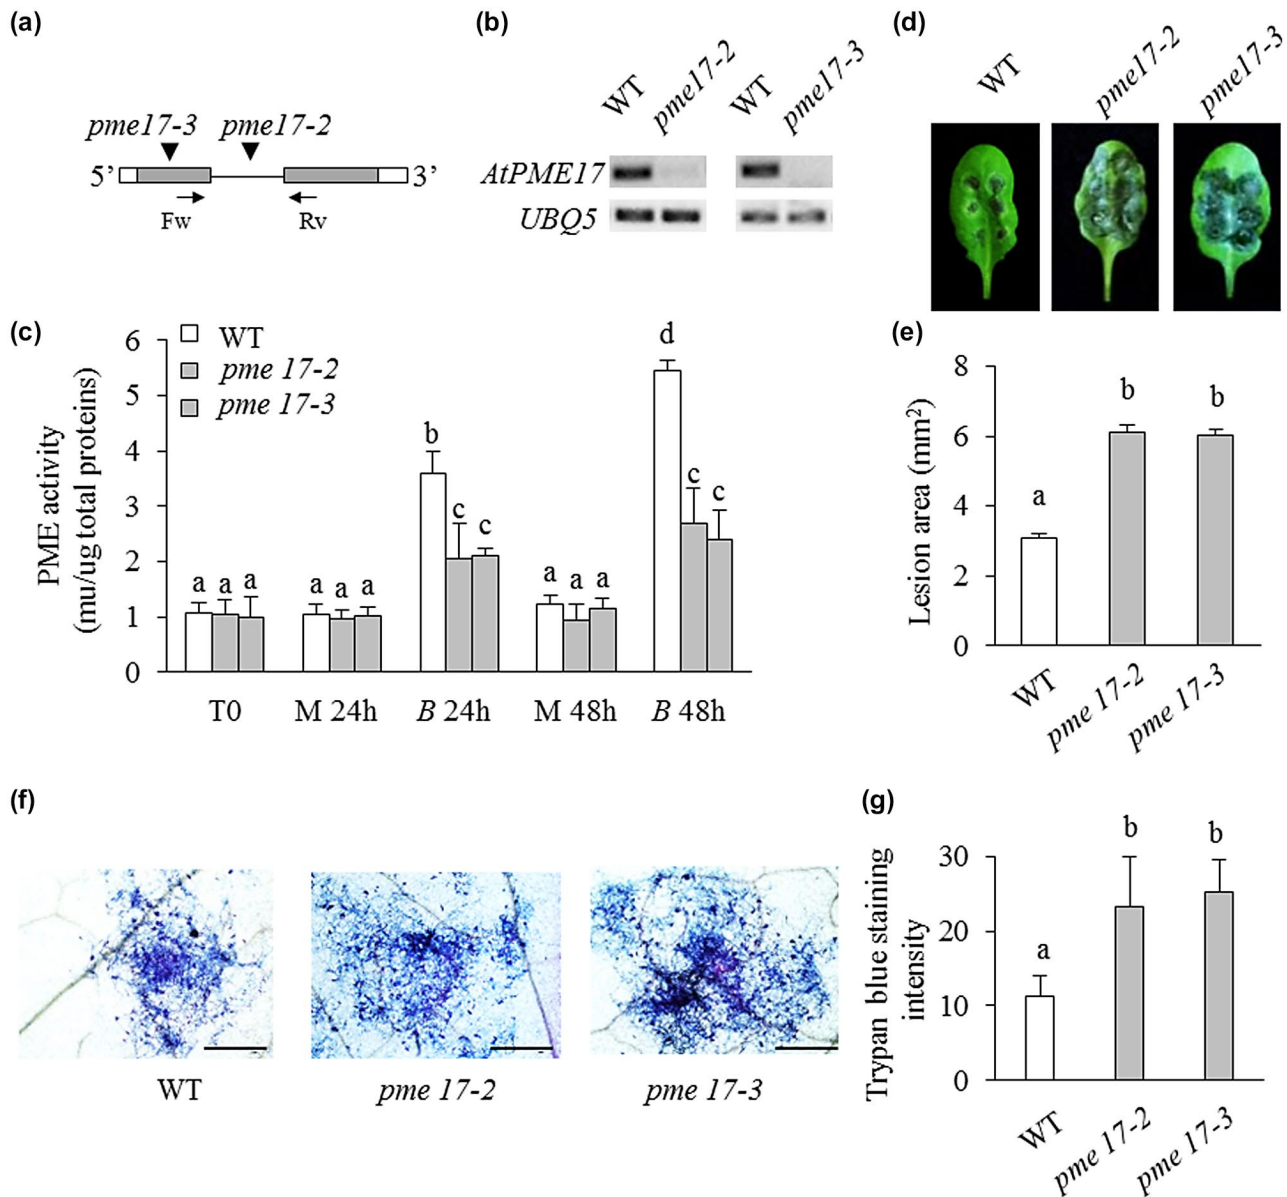 (a)
pme17-3 pme17-2
5’ 3’
Fw Rv
(b)
WT pme17-2 WT pme17-3
AtPME17
UBQ5
(d)
WT pme17-2 pme17-3
(c)
PME activity
(mu/ug total proteins)
6
5
4
3
2
1
0
WT
pme 17-2
pme 17-3
a a a a a a b c c a a a d c c
T0 M 24h B 24h M 48h B 48h
(e)
Lesion area (mm²)
8
6
4
2
0
a b b
WT pme 17-2 pme 17-3
(f)
WT pme 17-2 pme 17-3
(g)
Trypan blue staining
intensity
30
20
10
0
a b b
WT pme 17-2 pme 17-3